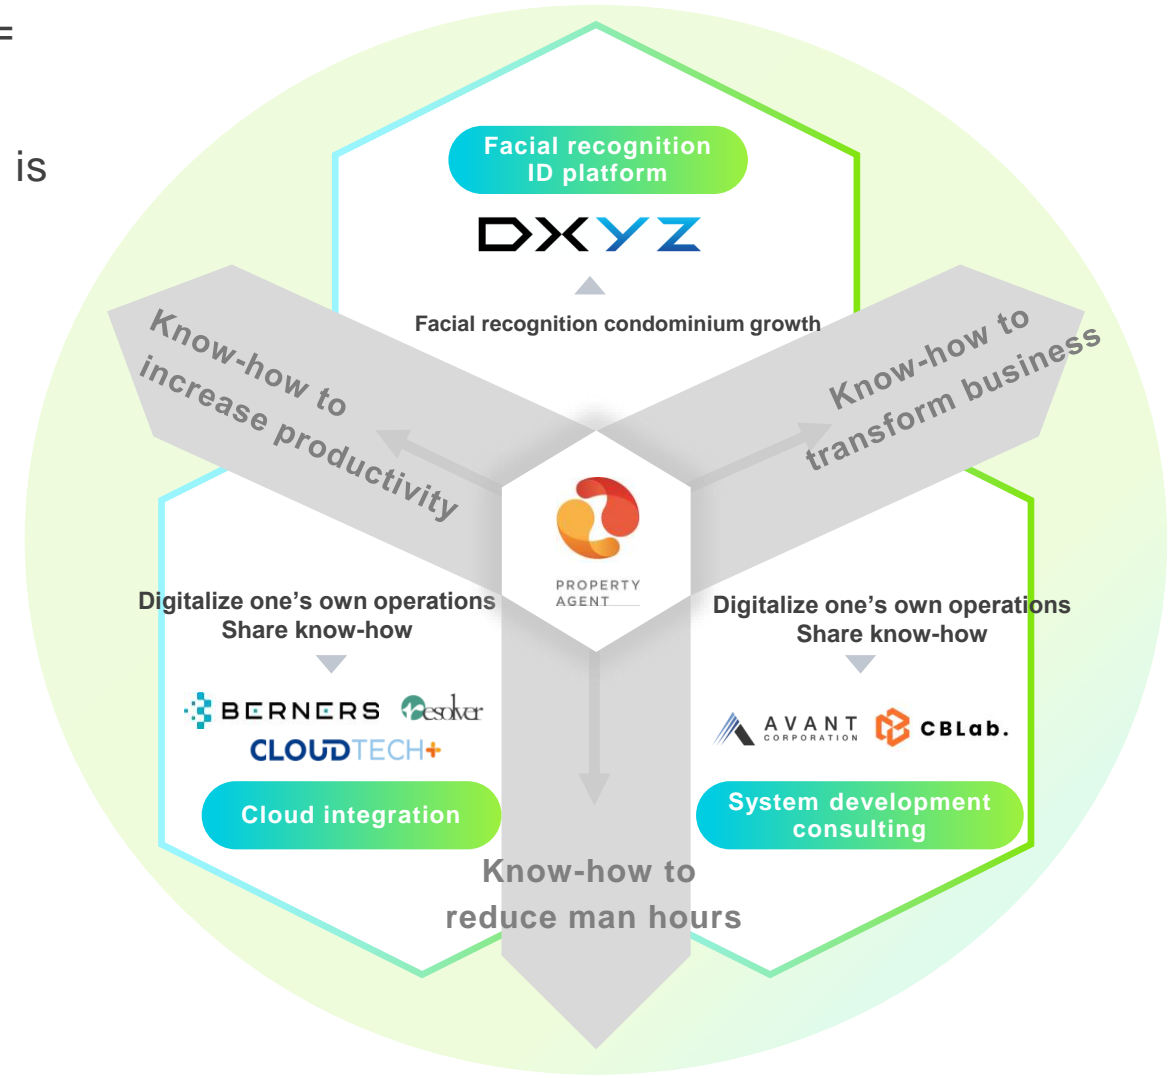 =
is
Facial recognition
ID platform
DXYZ
Facial recognition condominium growth
Know-how to
increase productivity
Know-how to
transform business
PROPERTY
AGENT
Digitalize one’s own operations
Share know-how
BERNERS Resolver
CLOUDTECH+
Cloud integration
Digitalize one’s own operations
Share know-how
AVANT
CORPORATION
CBLab.
System development
consulting
Know-how to
reduce man hours